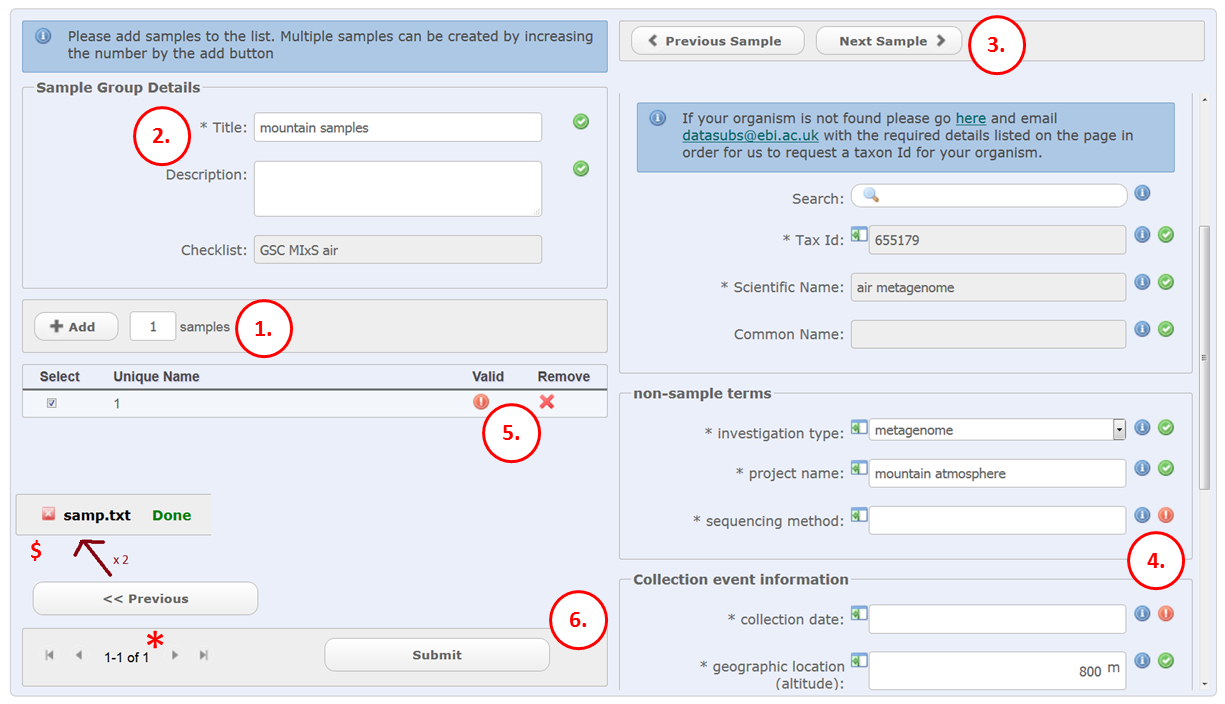 Please add samples to the list. Multiple samples can be created by increasing
the number by the add button
Sample Group Details
2.
* Title: mountain samples
Description:
Checklist: GSC MIxS air
Add 1 samples
1.
Select Unique Name Valid Remove
1
5.
samp.txt Done
$
x 2
<< Previous
*
1-1 of 1
Submit
6.
Previous Sample Next Sample
3.
If your organism is not found please go here and email
datasubs@ebi.ac.uk with the required details listed on the page in
order for us to request a taxon Id for your organism.
Search:
* Tax Id: 655179
* Scientific Name: air metagenome
Common Name:
non-sample terms
* investigation type: metagenome
* project name: mountain atmosphere
* sequencing method:
4.
Collection event information
* collection date:
* geographic location 800 m
(altitude):